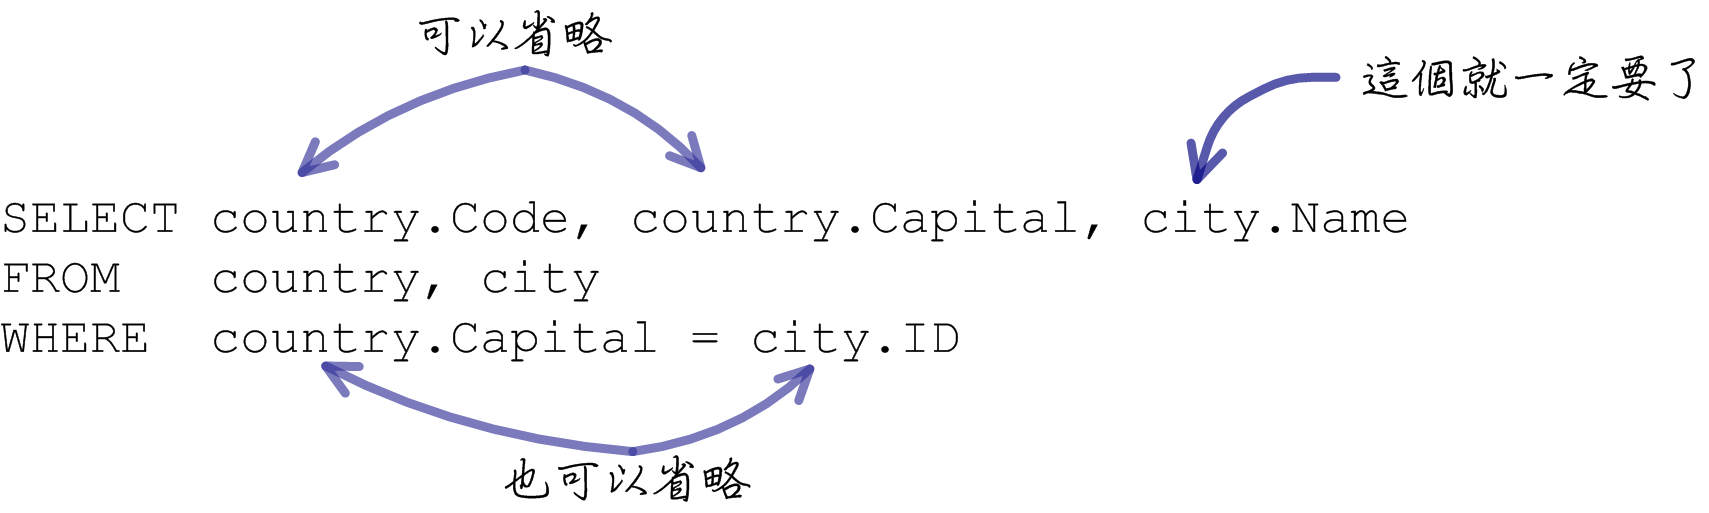 可以省略
這個就一定要了
SELECT country.Code, country.Capital, city.Name
FROM country, city
WHERE country.Capital = city.ID
也可以省略